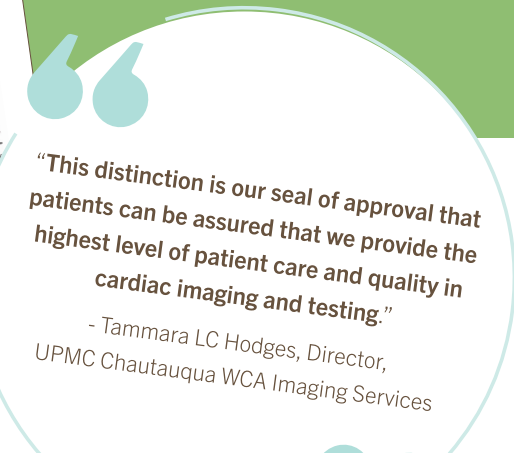 “This distinction is our seal of approval that
patients can be assured that we provide the
highest level of patient care and quality in
cardiac imaging and testing.”
- Tammara LC Hodges, Director,
UPMC Chautauqua WCA Imaging Services